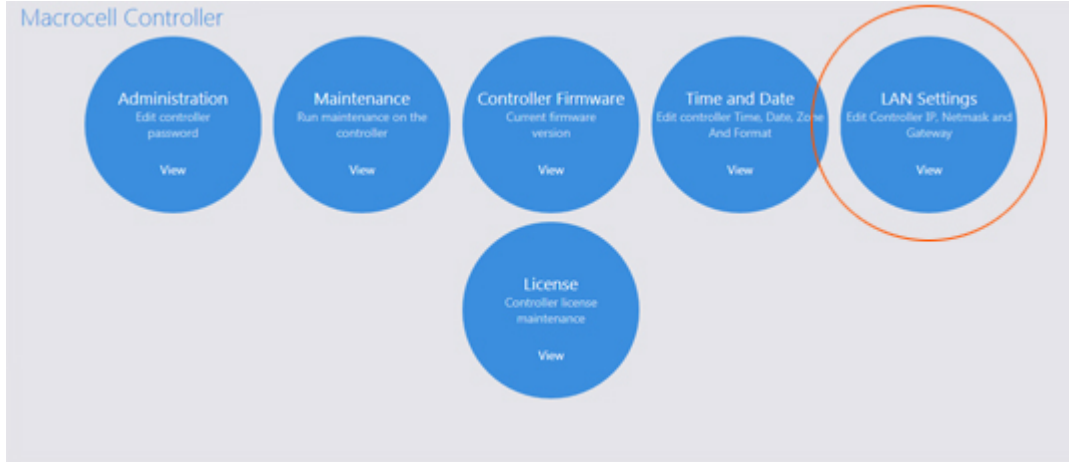 Macrocell Controller
Administration
Edit controller
password
View
Maintenance
Run maintenance on the
controller
View
Controller Firmware
Current firmware
version
View
Time and Date
Edit controller Time, Date, Zone
And Format
View
LAN Settings
Edit Controller IP, Netmask and
Gateway
View
License
Controller license
maintenance
View